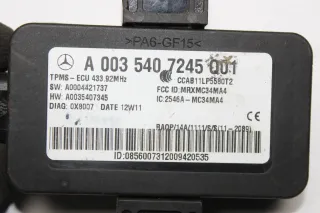 >PA6-GF15<
A 003 540 7245 Q01
TPMS - ECU 433.92MHz
CCAB11LP5580T2
SW: A0004421737
FCC ID: MRXMC34MA4
HW: A0035407345
IC: 2546A - MC34MA4
DIAG: 0X9007 DATE 12W11
ID:0856007312009420535